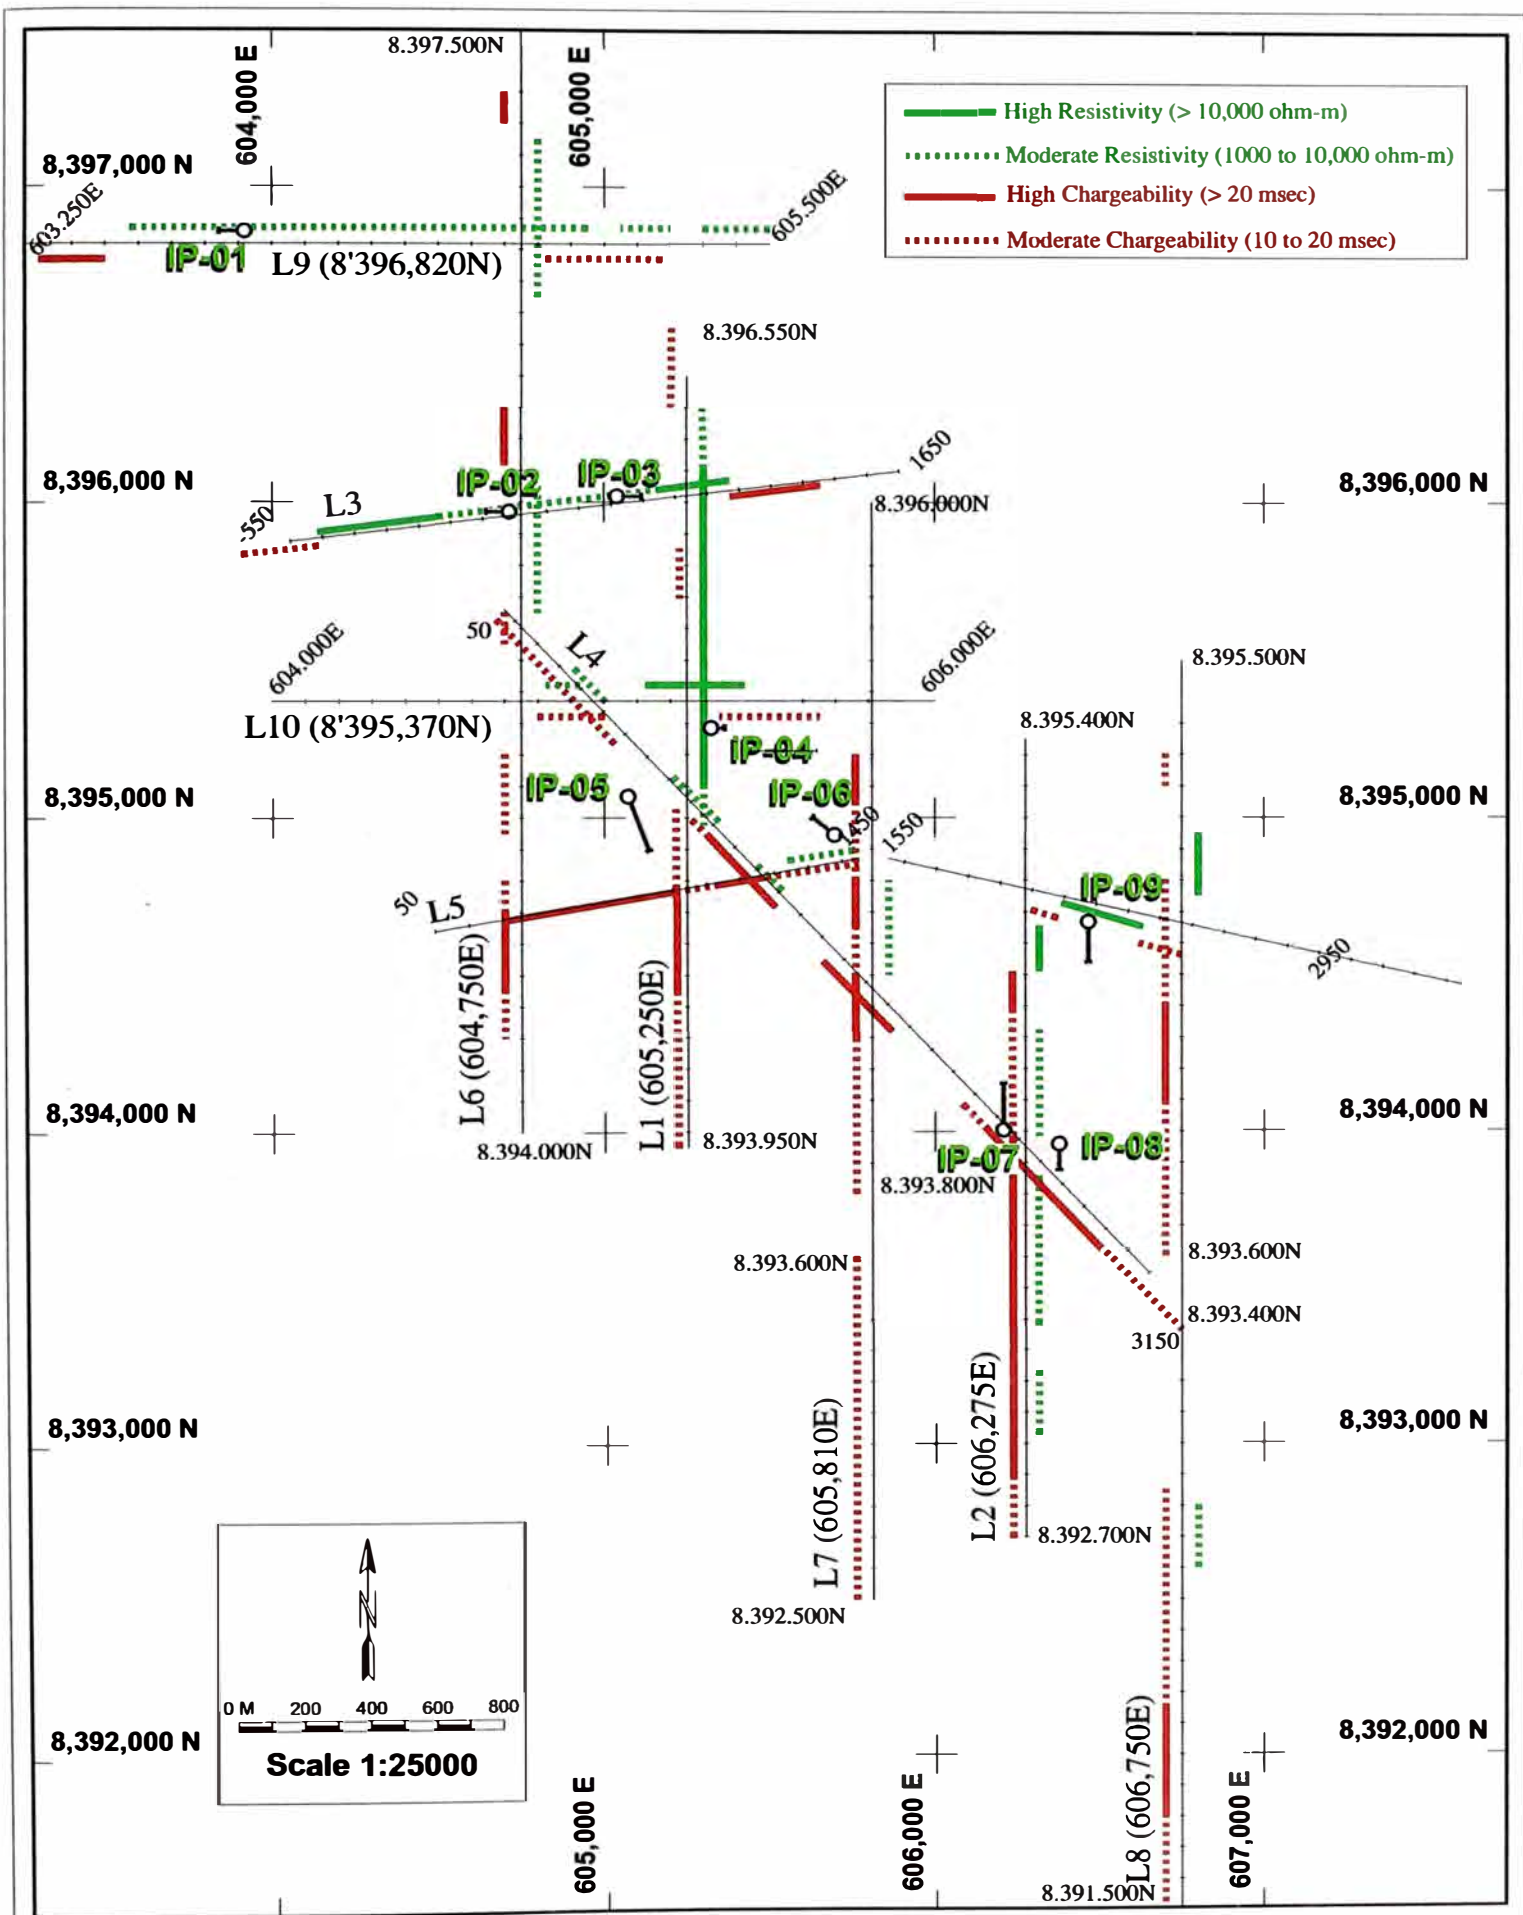 8.397.500N
604,000 E
605,000 E
High Resistivity (> 10,000 ohm-m)
Moderate Resistivity (1000 to 10,000 ohm-m)
High Chargeability (> 20 msec)
Moderate Chargeability (10 to 20 msec)
8,397,000 N
603.250E
605.500E
IP-01
L9 (8'396,820N)
8.396.550N
1650
8,396,000 N
IP-02
IP-03
8,396,000 N
L3
-550
8.396.000N
50
L4
604.000E
606.000E
8.395.500N
L10 (8'395,370N)
8.395.400N
IP-04
IP-05
IP-06
8,395,000 N
8,395,000 N
1450
1550
IP-09
50
L5
2950
L6 (604,750E)
L1 (605,250E)
8,394,000 N
8,394,000 N
8.394.000N
8.393.950N
IP-07
IP-08
8.393.800N
8.393.600N
8.393.600N
8.393.400N
3150
L7 (605,810E)
L2 (606,275E)
8,393,000 N
8,393,000 N
8.392.700N
8.392.500N
N
0 M 200 400 600 800
Scale 1:25000
8,392,000 N
8,392,000 N
L8 (606,750E)
605,000 E
606,000 E
607,000 E
8.391.500N